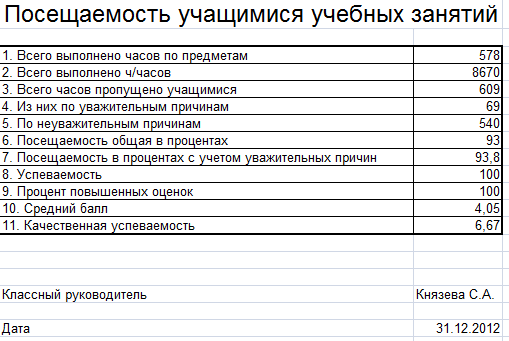 Посещаемость учащимися учебных занятий
1. Всего выполнено часов по предметам 578
2. Всего выполнено ч/часов 8670
3. Всего часов пропущено учащимися 609
4. Из них по уважительным причинам 69
5. По неуважительным причинам 540
6. Посещаемость общая в процентах 93
7. Посещаемость в процентах с учетом уважительных причин 93,8
8. Успеваемость 100
9. Процент повышенных оценок 100
10. Средний балл 4,05
11. Качественная успеваемость 6,67
Классный руководитель Князева С.А.
Дата 31.12.2012